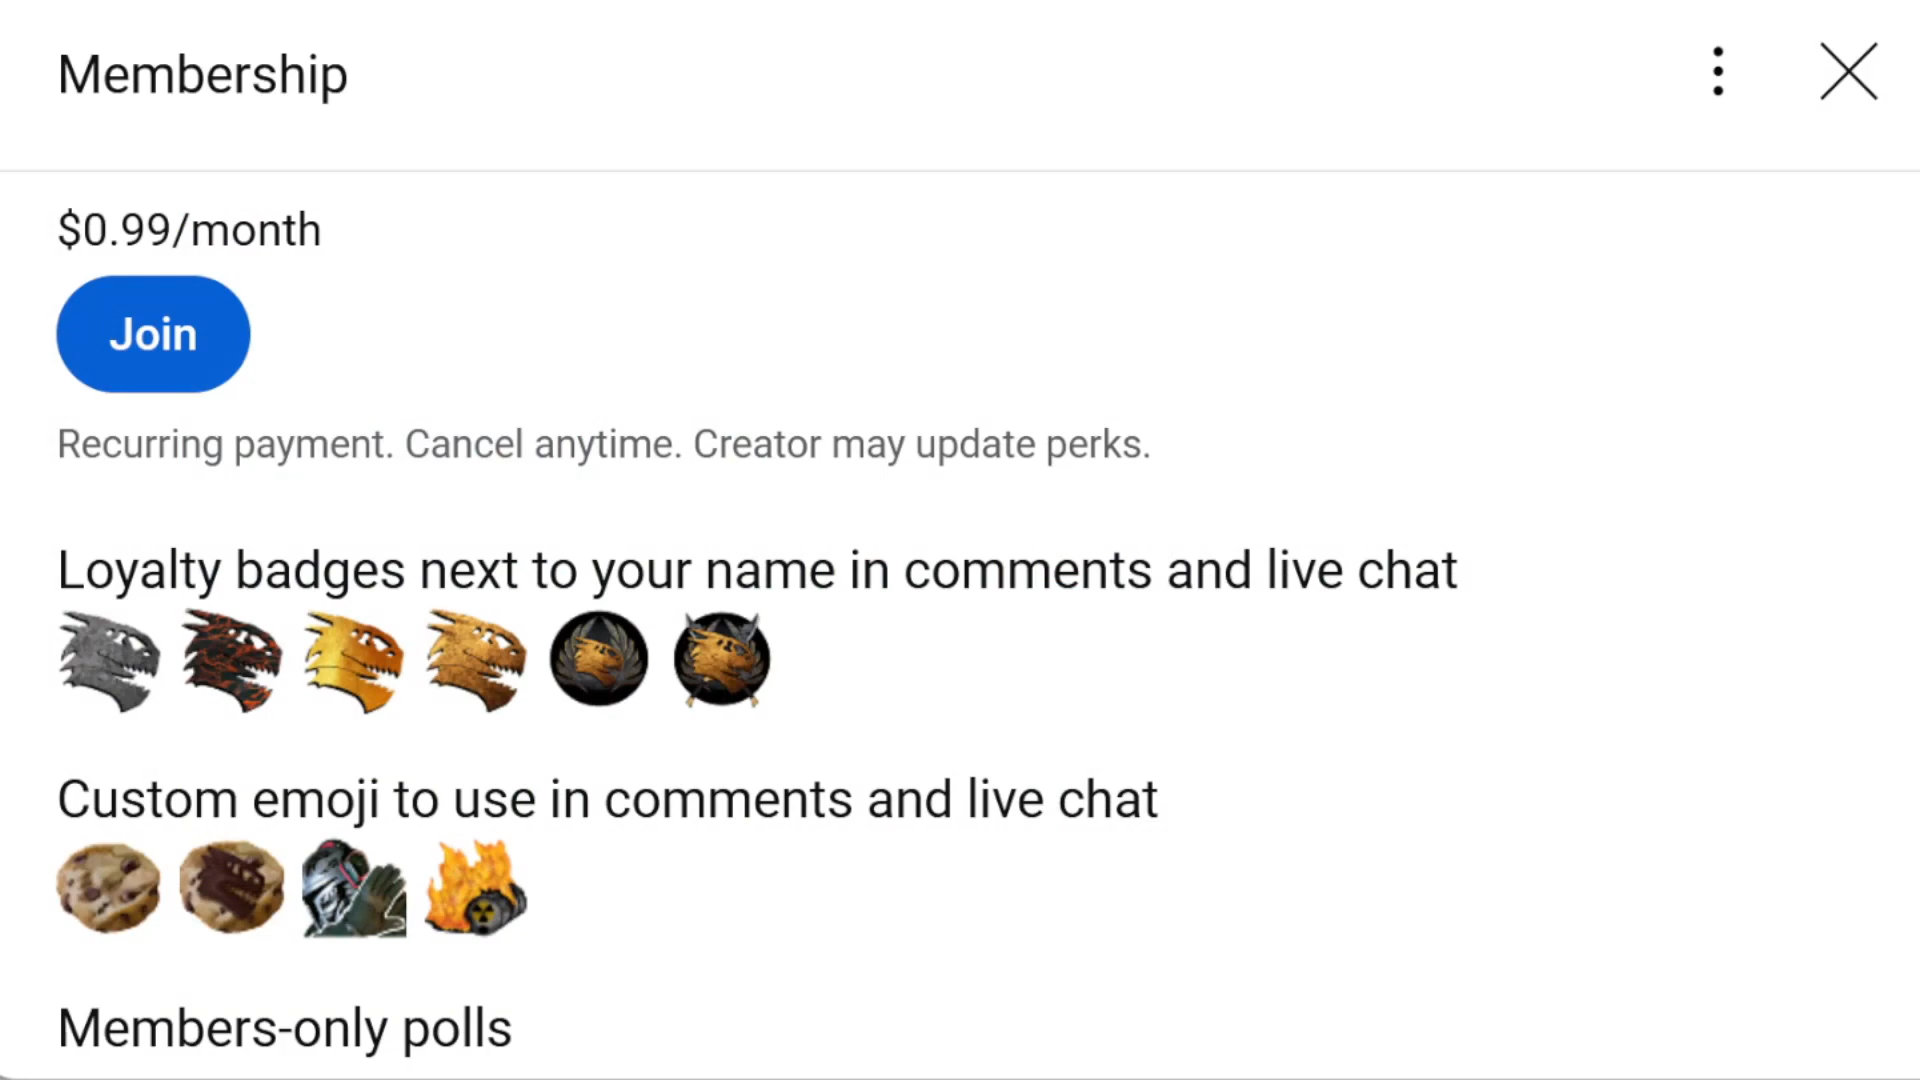 Membership
$0.99/month
Join
Recurring payment. Cancel anytime. Creator may update perks.
Loyalty badges next to your name in comments and live chat
Custom emoji to use in comments and live chat
Members-only polls